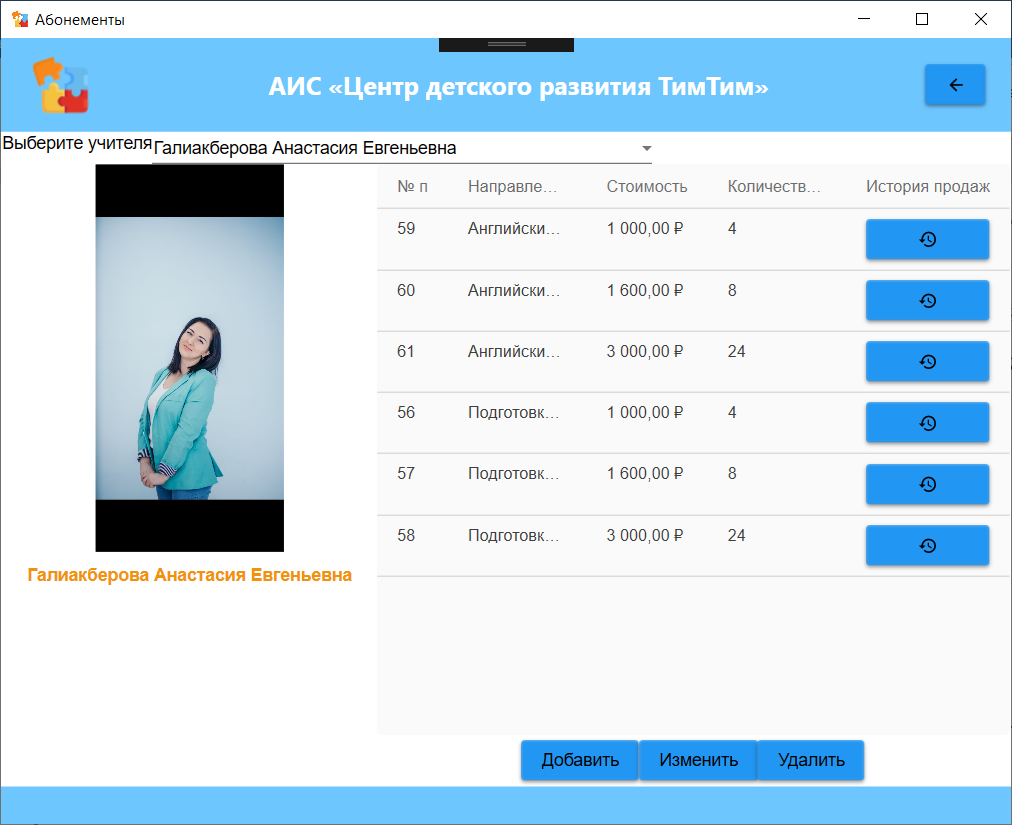 Абонементы
АИС «Центр детского развития ТимТим»
Выберите учителя Галиакберова Анастасия Евгеньевна
№ п Направле... Стоимость Количеств... История продаж
59 Английски... 1 000,00 ₽ 4
60 Английски... 1 600,00 ₽ 8
61 Английски... 3 000,00 ₽ 24
56 Подготовк... 1 000,00 ₽ 4
57 Подготовк... 1 600,00 ₽ 8
58 Подготовк... 3 000,00 ₽ 24
Галиакберова Анастасия Евгеньевна
Добавить Изменить Удалить